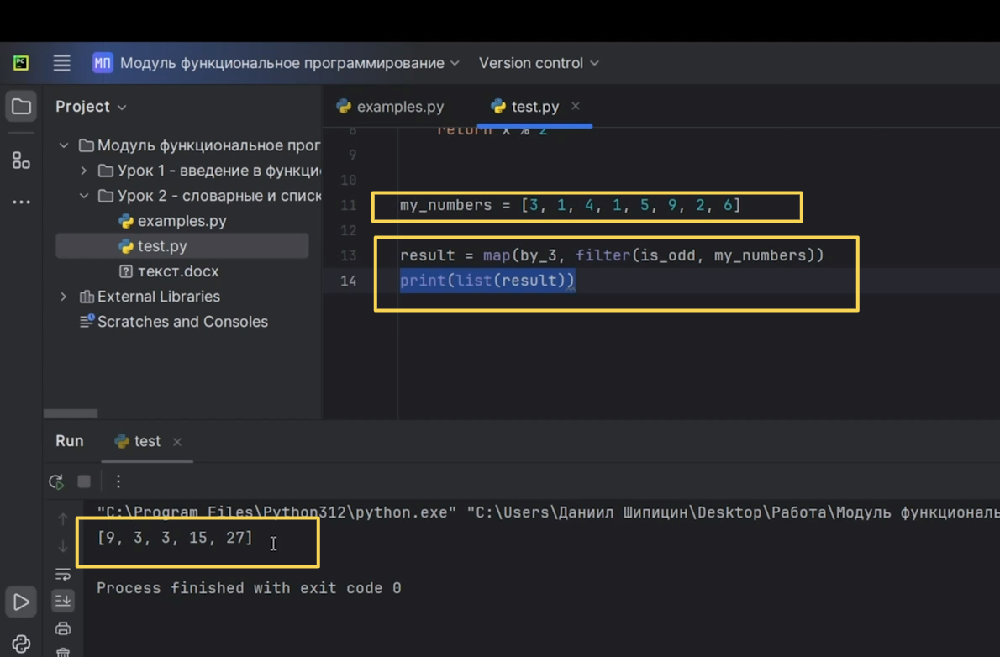 PC
МП Модуль функциональное программирование Version control
Project
examples.py test.py
Модуль функциональное прог
Урок 1 - введение в функци
Урок 2 - словарные и списк
examples.py
test.py
текст.docx
External Libraries
Scratches and Consoles
8 return x % 2
9
10
11 my_numbers = [3, 1, 4, 1, 5, 9, 2, 6]
12
13 result = map(by_3, filter(is_odd, my_numbers))
14 print(list(result))
Run test
"C:\Program Files\Python312\python.exe" "C:\Users\Даниил Шипицин\Desktop\Работа\Модуль функциональ
[9, 3, 3, 15, 27]
Process finished with exit code 0